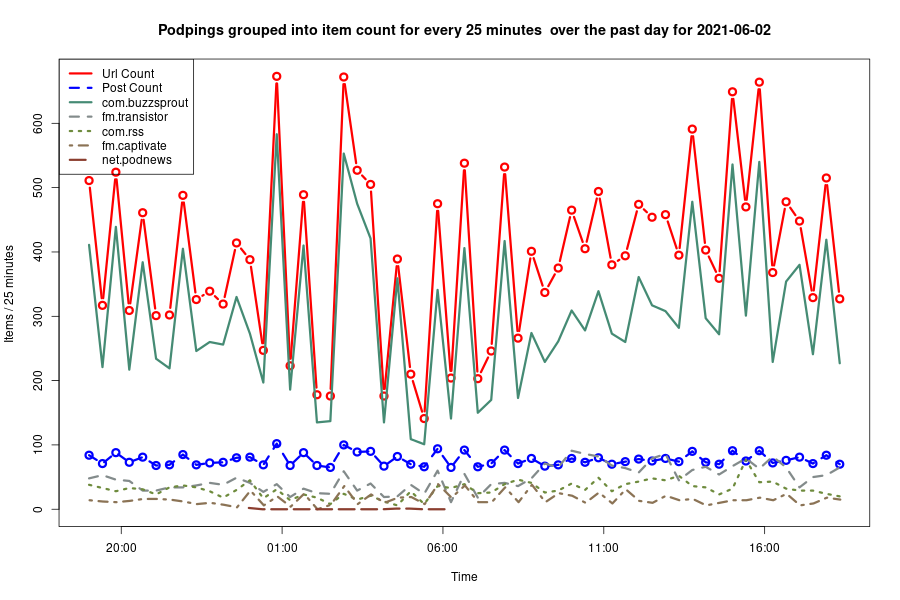 Podpings grouped into item count for every 25 minutes  over the past day for 2021-06-02
Url Count
Post Count
com.buzzsprout
fm.transistor
com.rss
fm.captivate
net.podnews
Items / 25 minutes
600
500
400
300
200
100
0
20:00 01:00 06:00 11:00 16:00
Time